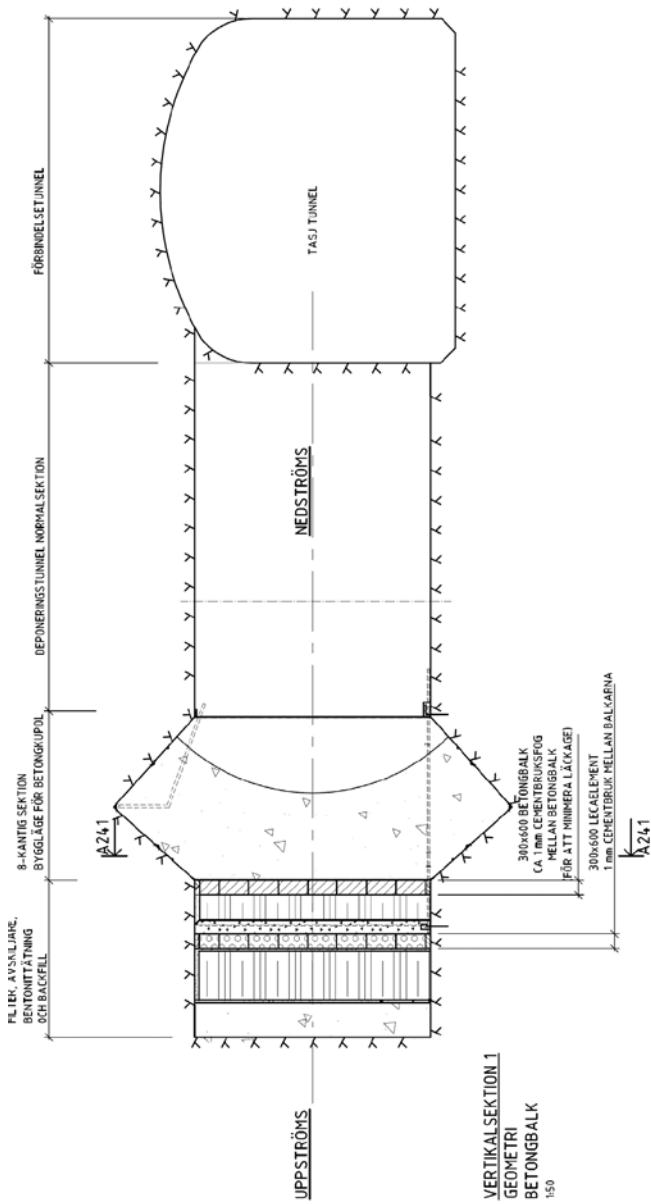 FILTER, AVSKILJARE,
BENTONITTÄTNING
OCH BACKFILL
8-KANTIG SEKTION
BYGGLÄGE FÖR BETONGKUPOL
DEPONERINGSTUNNEL NORMALSEKTION
FÖRBINDELSETUNNEL
A241
UPPSTRÖMS
NEDSTRÖMS
TASJ TUNNEL
300x600 BETONGBALK
CA 1 mm CEMENTBRUKSFOG
MELLAN BETONGBALK
(FÖR ATT MINIMERA LÄCKAGE)
300x600 LECAELEMENT
1 mm CEMENTBRUK MELLAN BALKARNA
A241
VERTIKALSEKTION 1
GEOMETRI
BETONGBALK
1:50